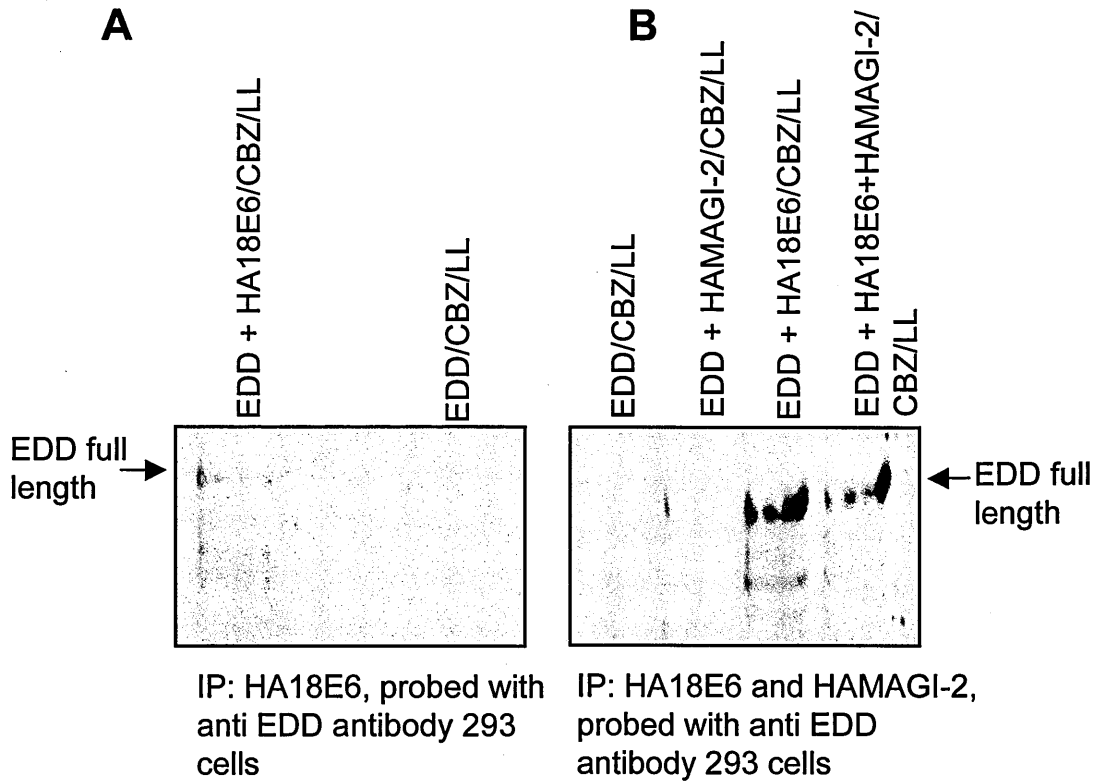 A
EDD + HA18E6/CBZ/LL
EDD/CBZ/LL
EDD full
length
IP: HA18E6, probed with
anti EDD antibody 293
cells
B
EDD/CBZ/LL
EDD + HAMAGI-2/CBZ/LL
EDD + HA18E6/CBZ/LL
EDD + HA18E6+HAMAGI-2/
CBZ/LL
EDD full
length
IP: HA18E6 and HAMAGI-2,
probed with anti EDD
antibody 293 cells